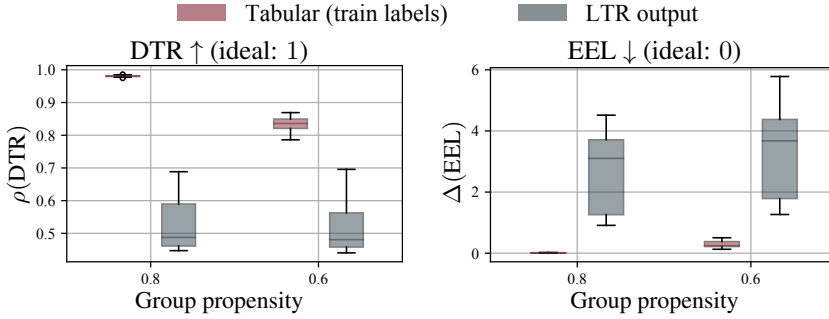 Tabular (train labels)
LTR output
DTR ↑ (ideal: 1)
1.0
0.9
0.8
0.7
0.6
0.5
ρ(DTR)
0.8
0.6
Group propensity
EEL ↓ (ideal: 0)
6
4
2
0
Δ(EEL)
0.8
0.6
Group propensity